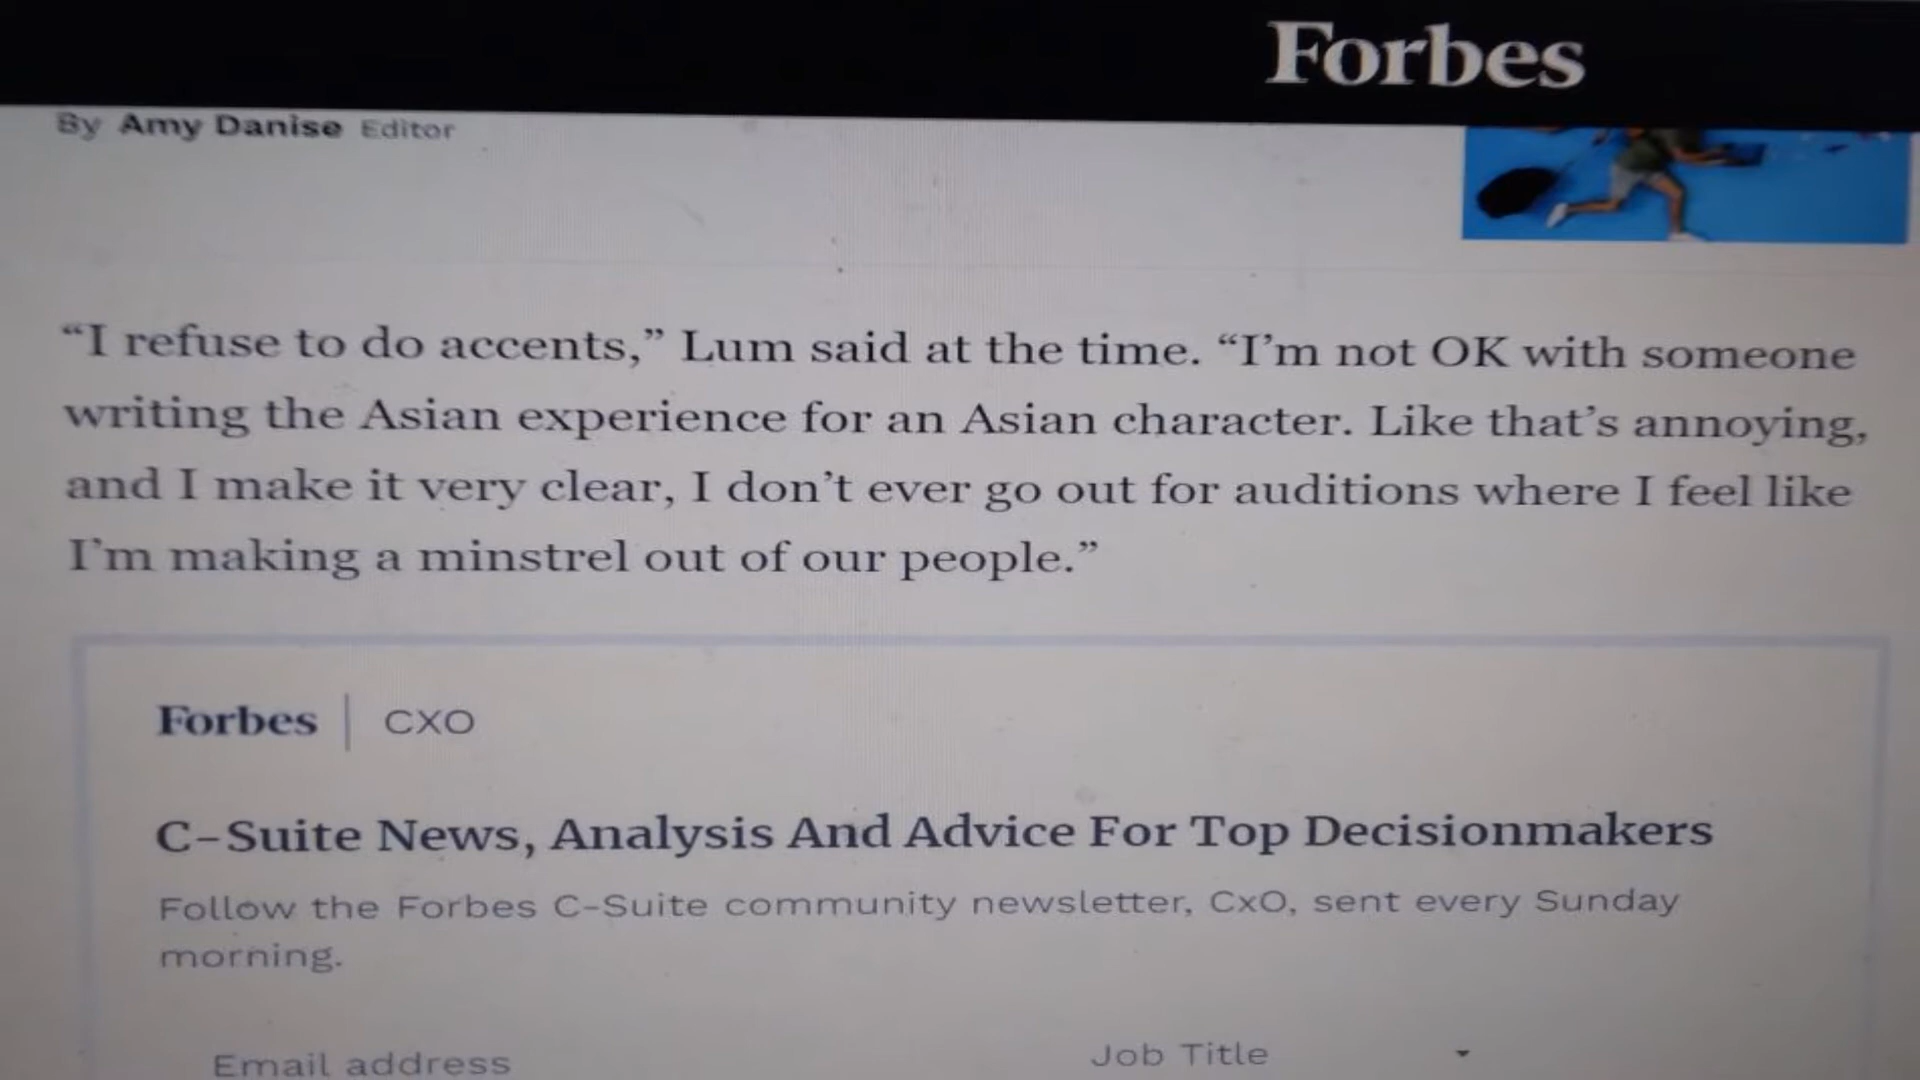 Forbes
By Amy Danise Editor
“I refuse to do accents,” Lum said at the time. “I’m not OK with someone
writing the Asian experience for an Asian character. Like that’s annoying,
and I make it very clear, I don’t ever go out for auditions where I feel like
I’m making a minstrel out of our people.”
Forbes | CXO
C-Suite News, Analysis And Advice For Top Decisionmakers
Follow the Forbes C-Suite community newsletter, CxO, sent every Sunday
morning.
Email address
Job Title